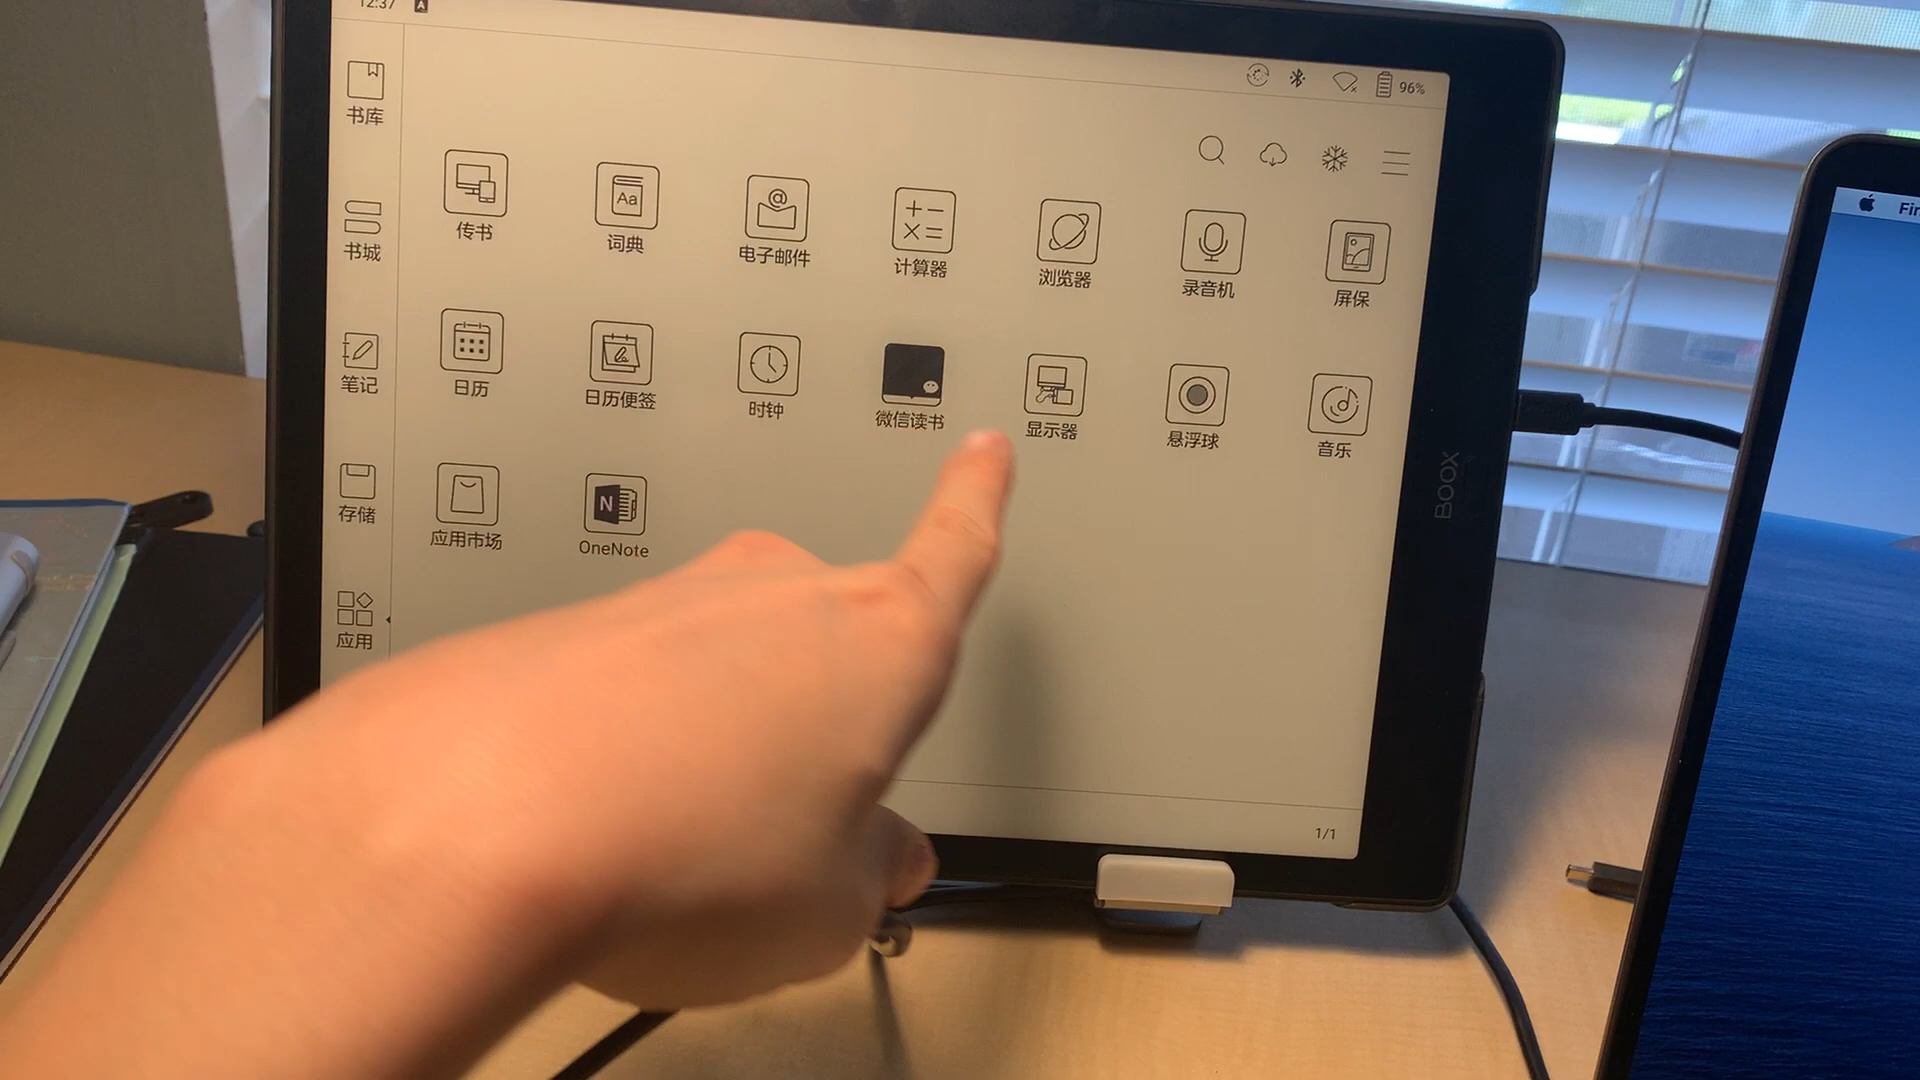 12:37
96%
书库
书城
笔记
存储
应用
传书
Aa
词典
@
电子邮件
计算器
浏览器
录音机
屏保
日历
日历便签
时钟
微信读书
显示器
悬浮球
音乐
应用市场
N
OneNote
1/1
BOOX